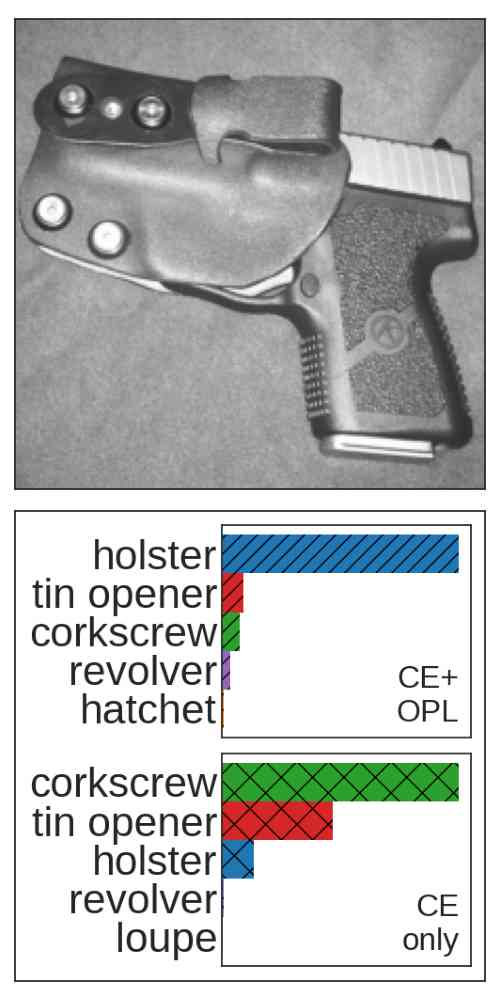 holster
tin opener
corkscrew
revolver
hatchet
CE+
OPL
corkscrew
tin opener
holster
revolver
loupe
CE
only